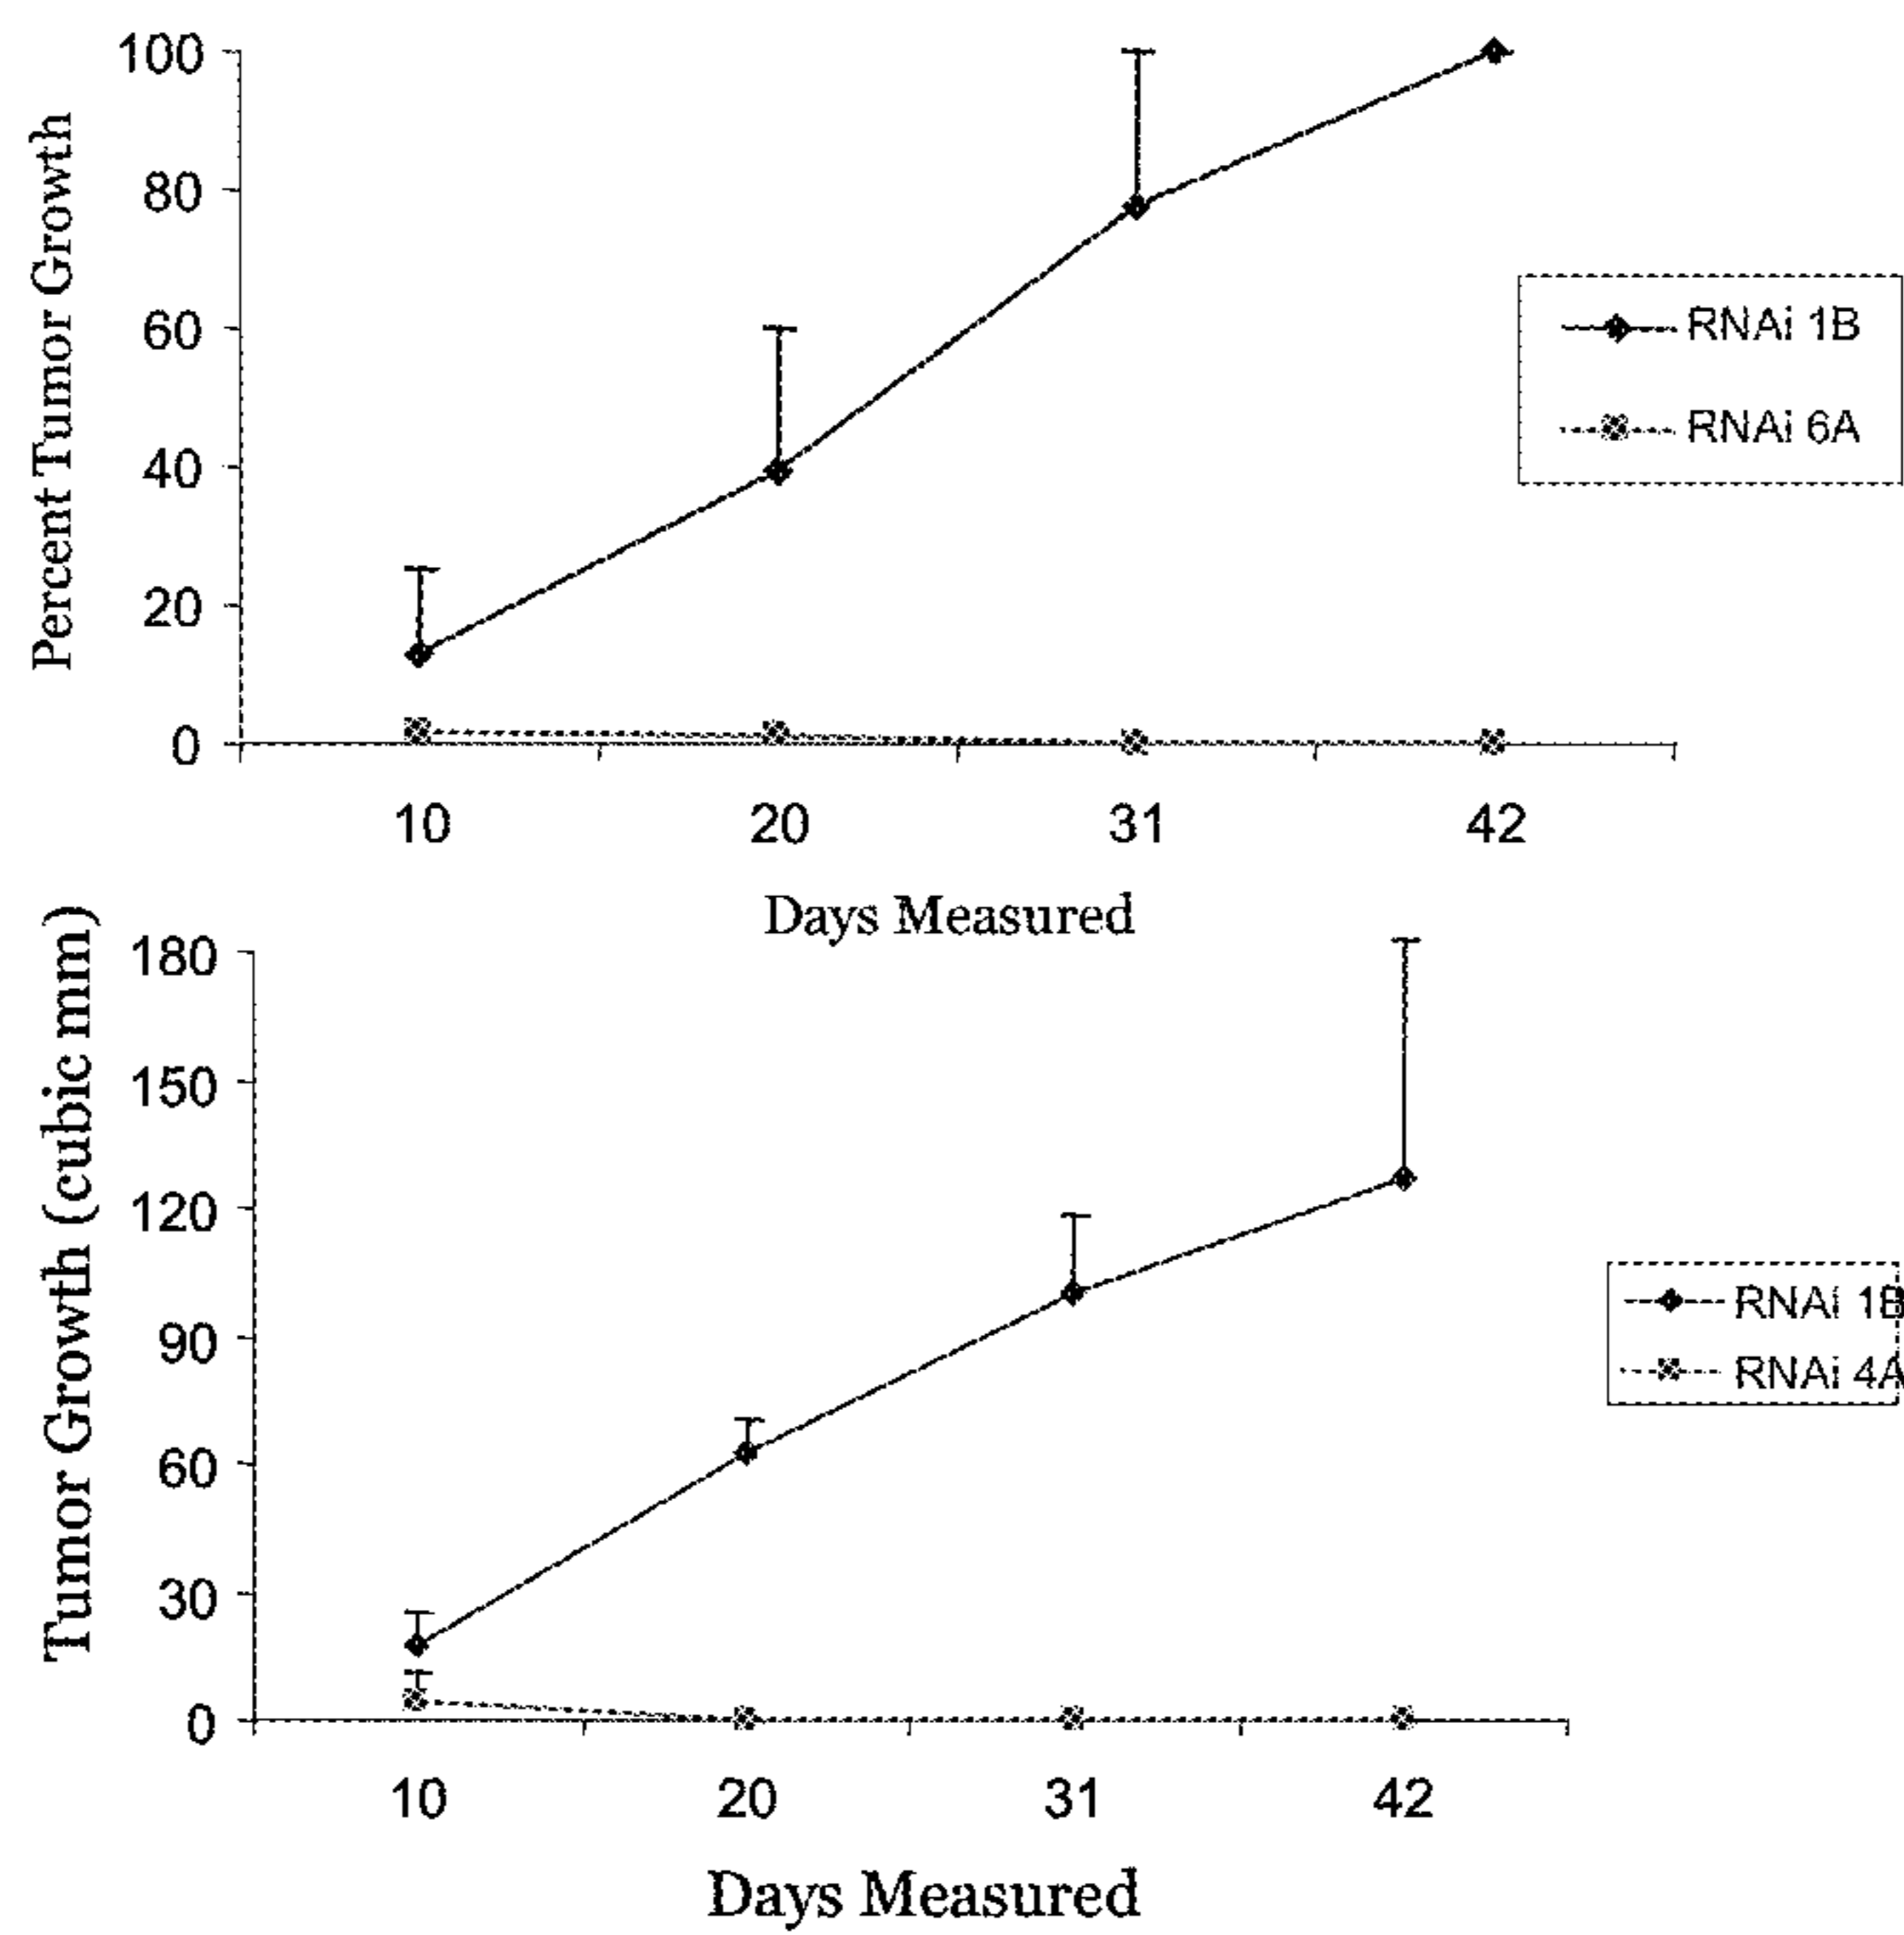 Percent Tumor Growth
100
80
60
40
20
0
10 20 31 42
Days Measured
RNAi 1B
RNAi 6A
Tumor Growth (cubic mm)
180
150
120
90
60
30
0
10 20 31 42
Days Measured
RNAi 1B
RNAi 4A